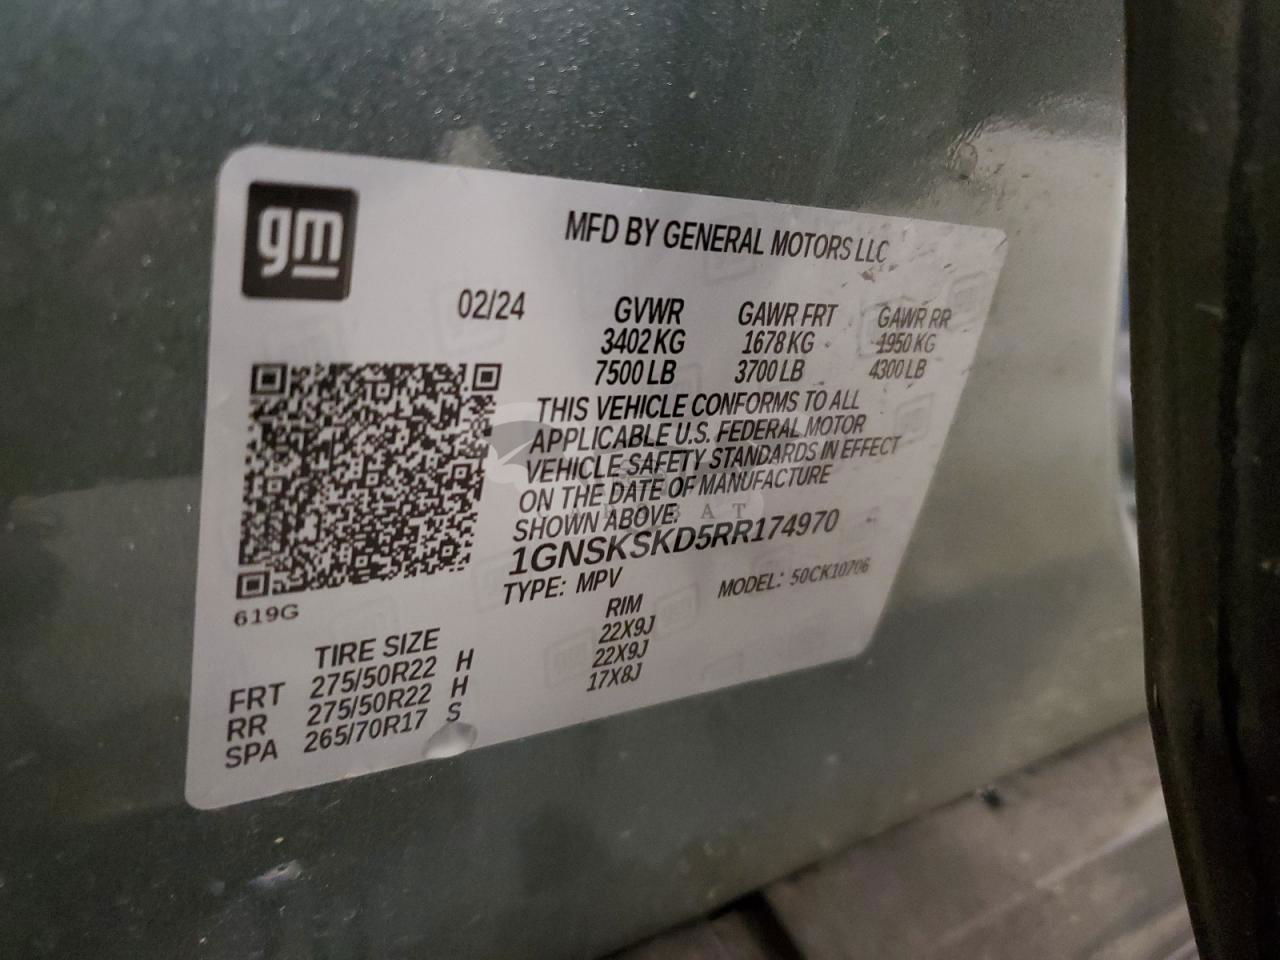 gm
MFD BY GENERAL MOTORS LLC
02/24 GVWR GAWR FRT GAWR RR
3402 KG 1678 KG 1950 KG
7500 LB 3700 LB 4300 LB
THIS VEHICLE CONFORMS TO ALL
APPLICABLE U.S. FEDERAL MOTOR
VEHICLE SAFETY STANDARDS IN EFFECT
ON THE DATE OF MANUFACTURE
SHOWN ABOVE.
1GNSKSKD5RR174970
TYPE: MPV MODEL: 50CK10706
619G
TIRE SIZE RIM
FRT 275/50R22 H 22X9J
RR 275/50R22 H 22X9J
SPA 265/70R17 S 17X8J